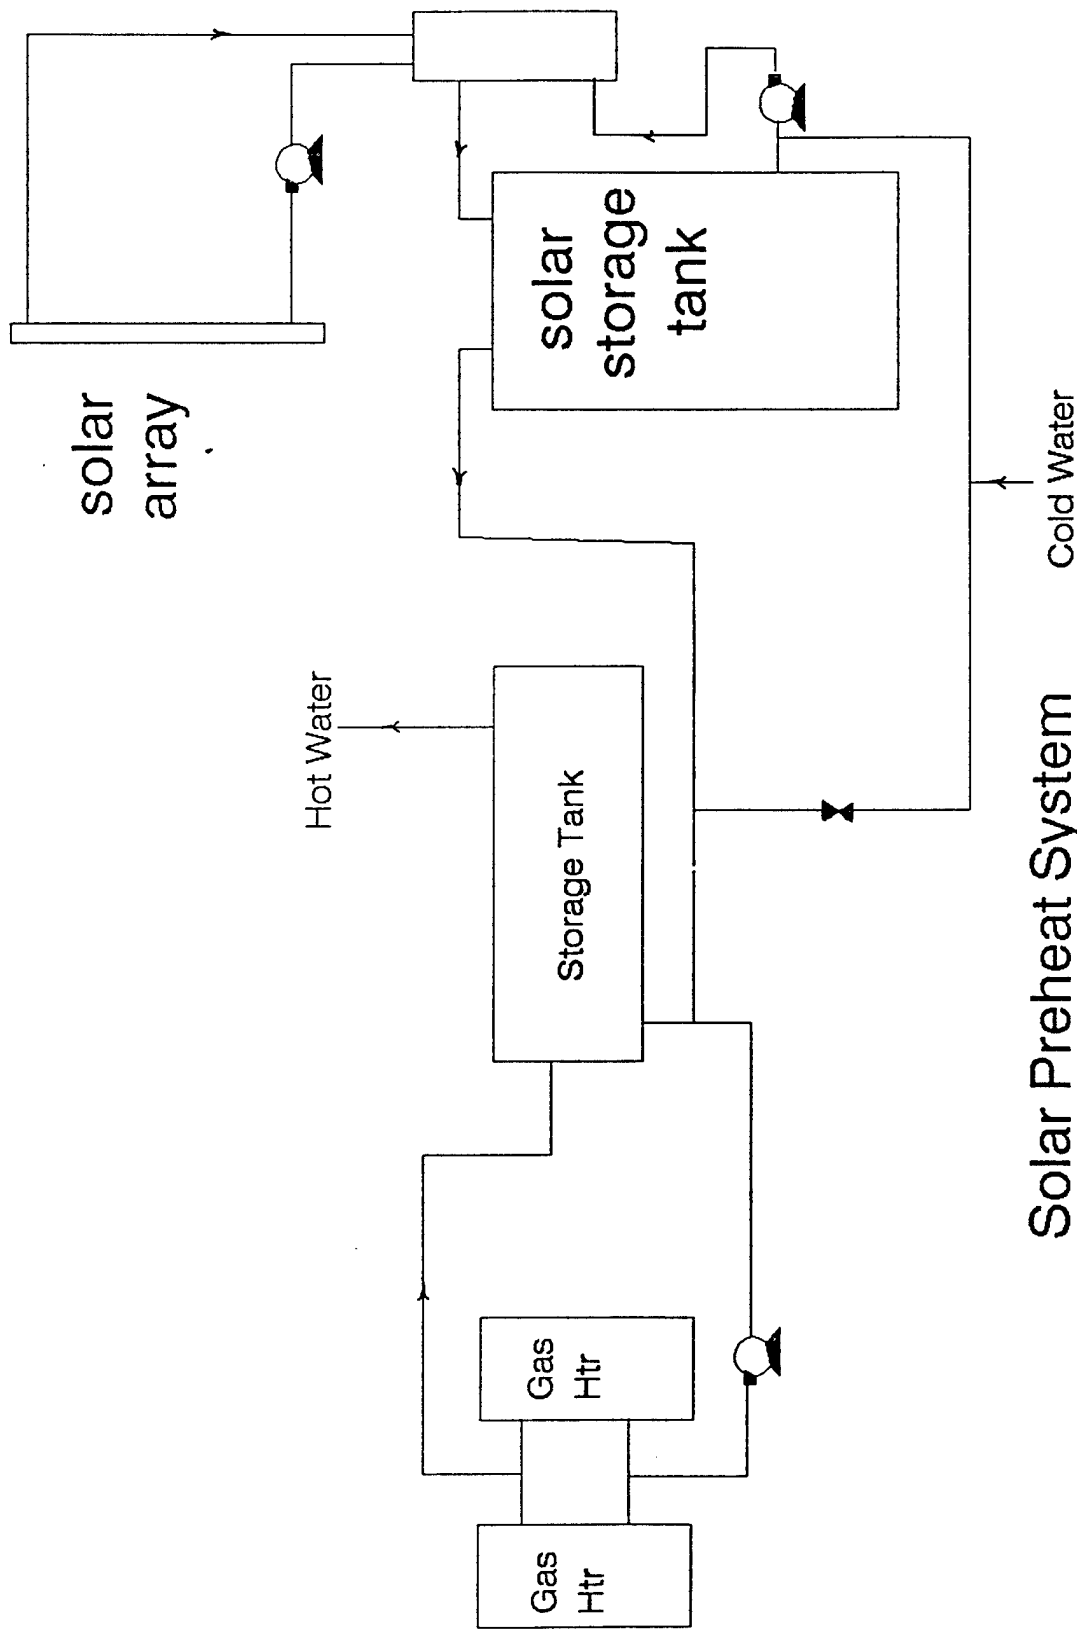 Gas
Htr
Gas
Htr
Storage Tank
Hot Water
solar
array
solar
storage
tank
Cold Water
Solar Preheat System